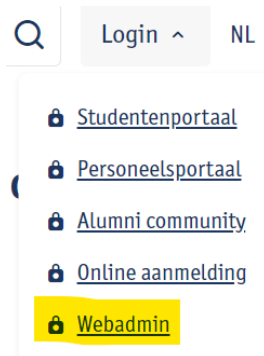 Login NL
Studentenportaal
Personeelsportaal
Alumni community
Online aanmelding
Webadmin